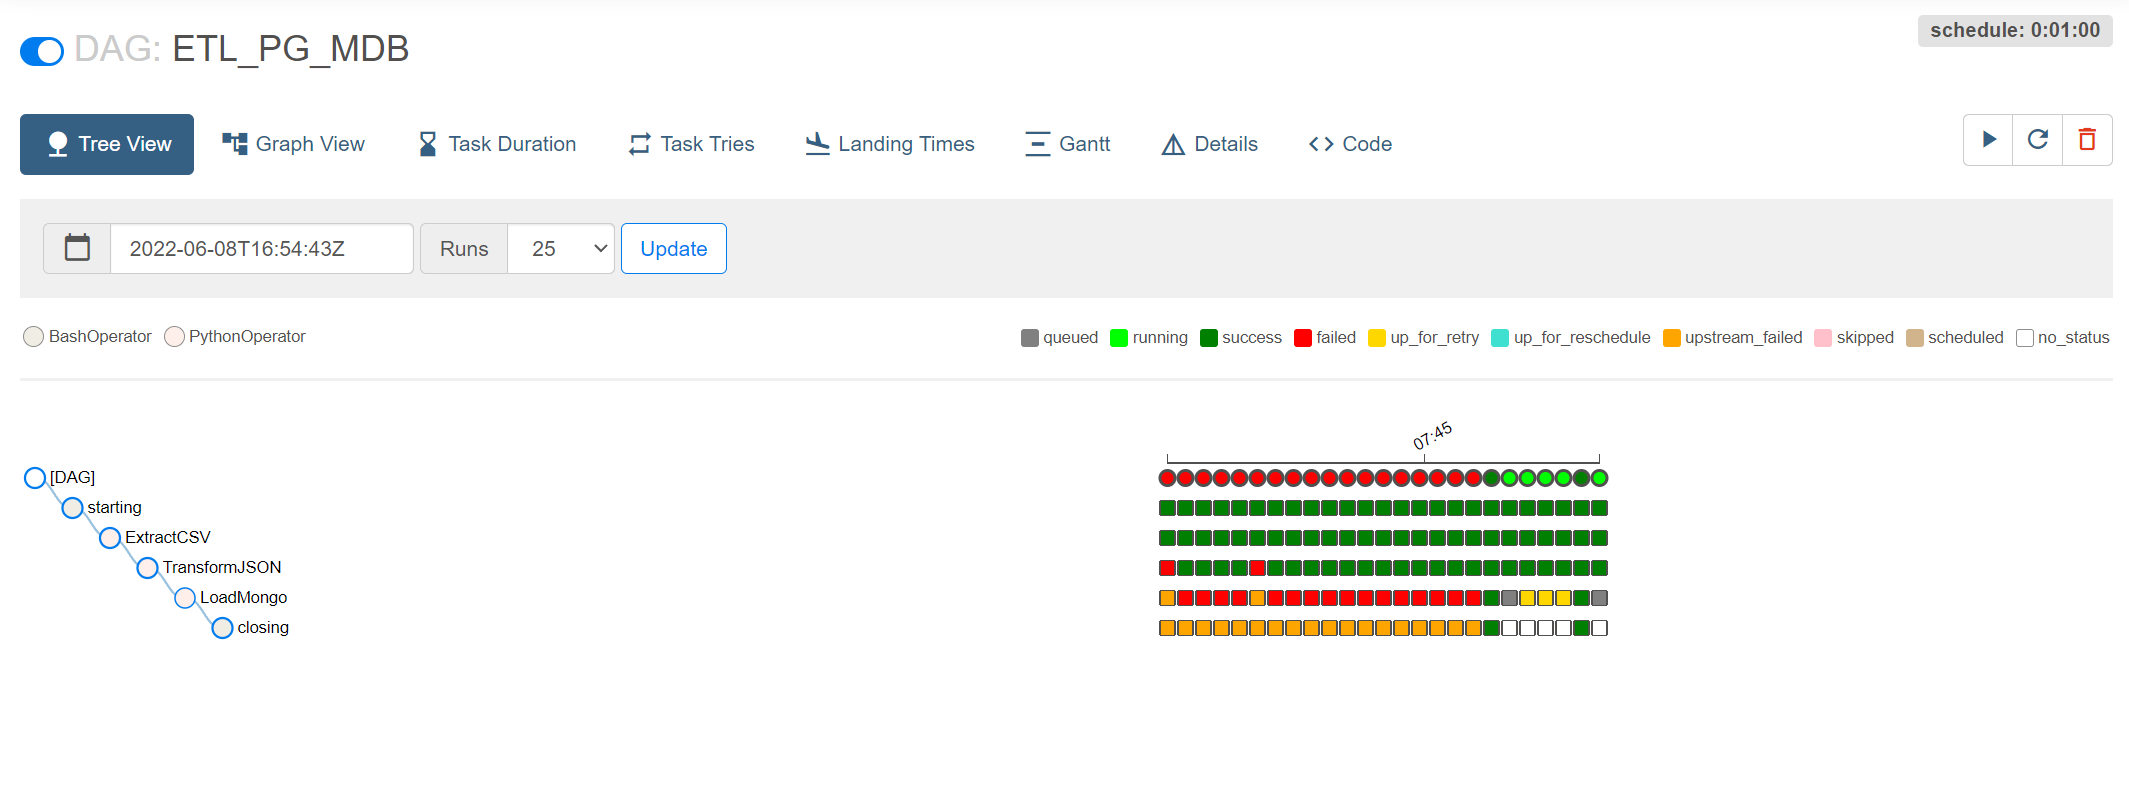 DAG: ETL_PG_MDB
schedule: 0:01:00
Tree View
Graph View
Task Duration
Task Tries
Landing Times
Gantt
Details
Code
2022-06-08T16:54:43Z
Runs
25
Update
BashOperator
PythonOperator
queued
running
success
failed
up_for_retry
up_for_reschedule
upstream_failed
skipped
scheduled
no_status
07:45
[DAG]
starting
ExtractCSV
TransformJSON
LoadMongo
closing